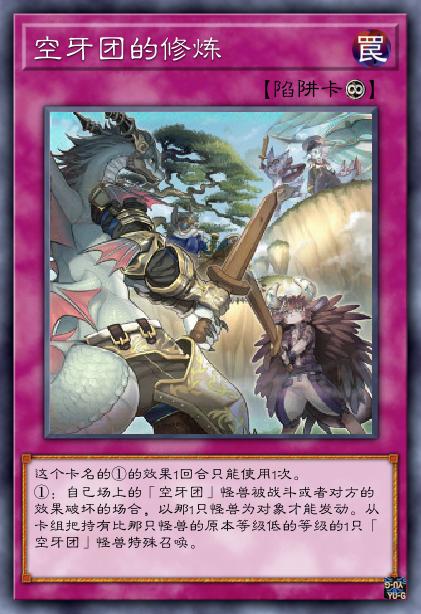 空牙团的修炼
罠
【陷阱卡♾】
这个卡名的①的效果1回合只能使用1次。
①：自己场上的「空牙团」怪兽被战斗或者对方的
效果破坏的场合，以那1只怪兽为对象才能发动。从
卡组把持有比那只怪兽的原本等级低的等级的1只「
空牙团」怪兽特殊召唤。
YU-G